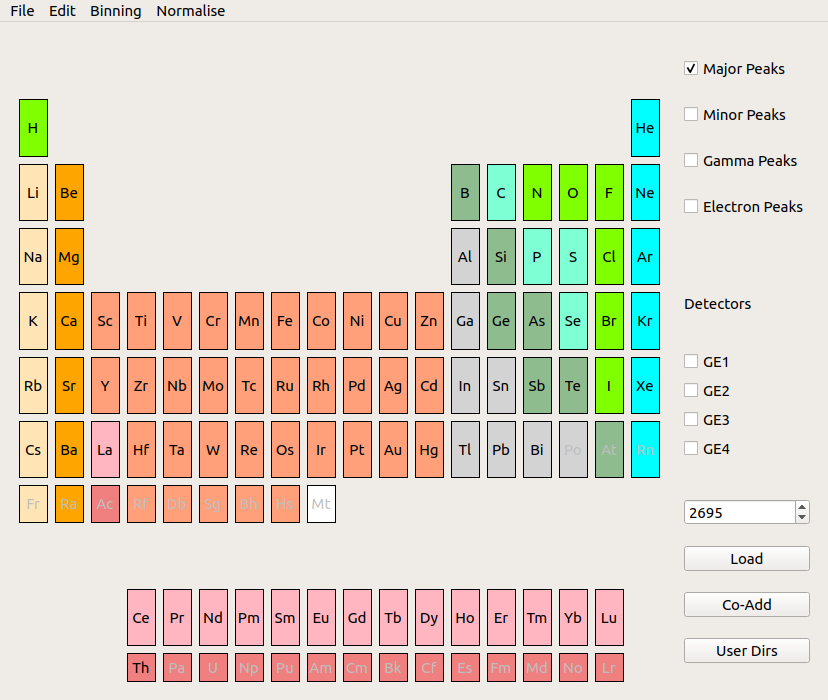 File Edit Binning Normalise
Major Peaks
H He
Minor Peaks
Gamma Peaks
Li Be B C N O F Ne
Electron Peaks
Na Mg Al Si P S Cl Ar
Detectors
K Ca Sc Ti V Cr Mn Fe Co Ni Cu Zn Ga Ge As Se Br Kr
GE1
Rb Sr Y Zr Nb Mo Tc Ru Rh Pd Ag Cd In Sn Sb Te I Xe
GE2
GE3
Cs Ba La Hf Ta W Re Os Ir Pt Au Hg Tl Pb Bi Po At Rn
GE4
Fr Ra Ac Rf Db Sg Bh Hs Mt
2695
Load
Co-Add
Ce Pr Nd Pm Sm Eu Gd Tb Dy Ho Er Tm Yb Lu
User Dirs
Th Pa U Np Pu Am Cm Bk Cf Es Fm Md No Lr